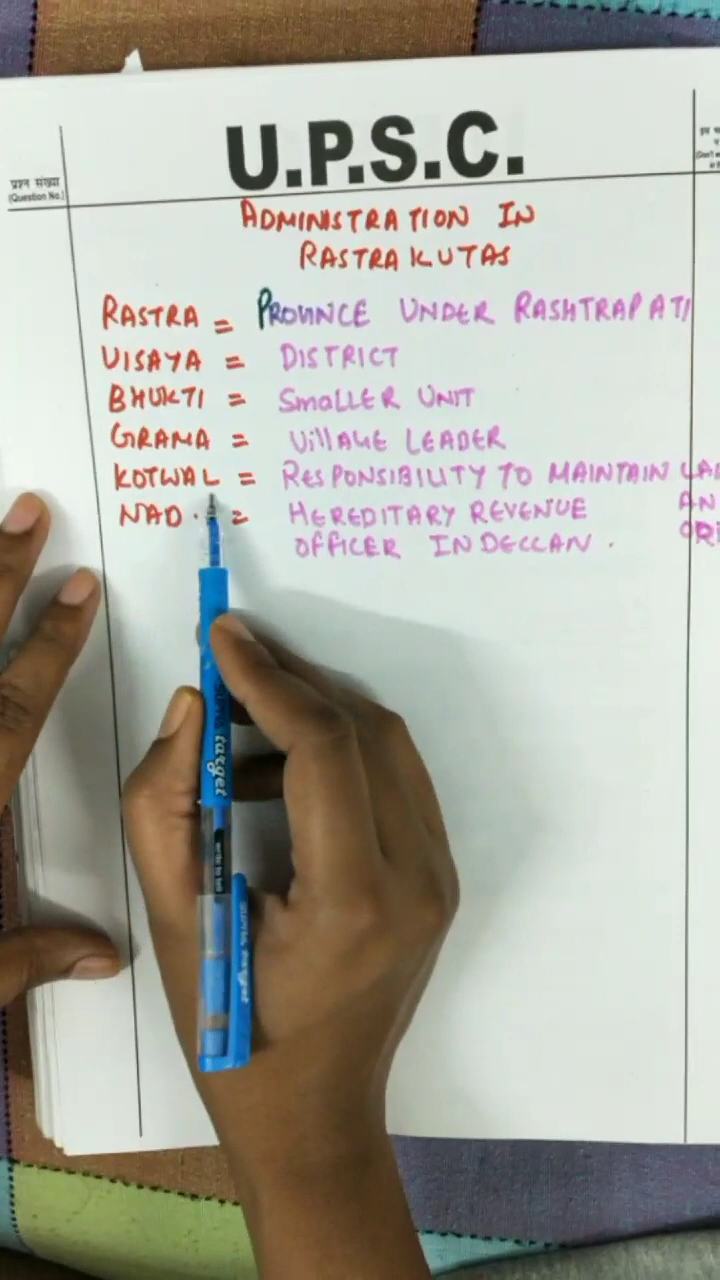 U.P.S.C.
प्रश्न संख्या
(Question No.)
ADMINISTRATION IN
RASTRAKUTAS
RASTRA = PROVINCE UNDER RASHTRAPATI
VISAYA = DISTRICT
BHUKTI = SMALLER UNIT
GRAMA = VILLAGE LEADER
KOTWAL = RESPONSIBILITY TO MAINTAIN
NAD. = HEREDITARY REVENUE
OFFICER IN DECCAN.
target